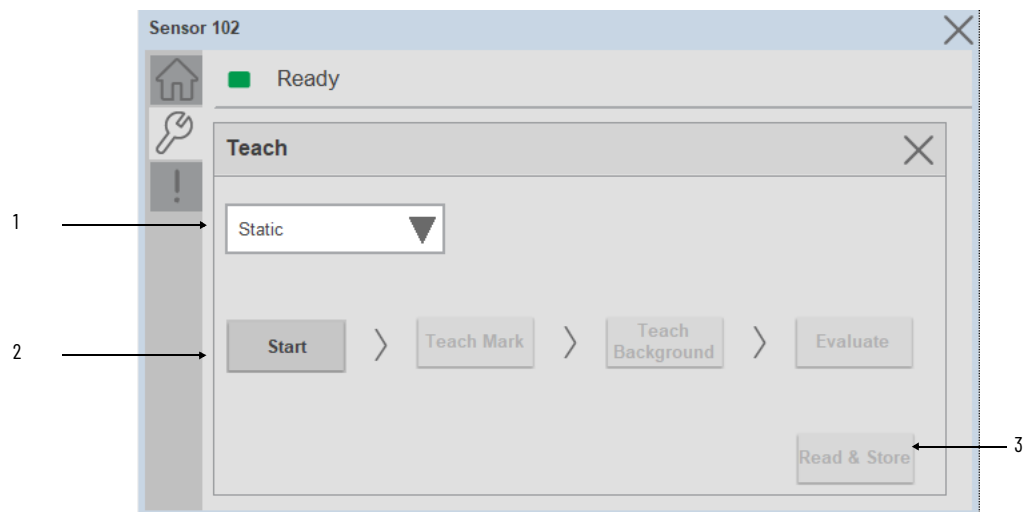 Sensor 102
Ready
Teach
1
Static
2
Start
Teach Mark
Teach
Background
Evaluate
3
Read & Store